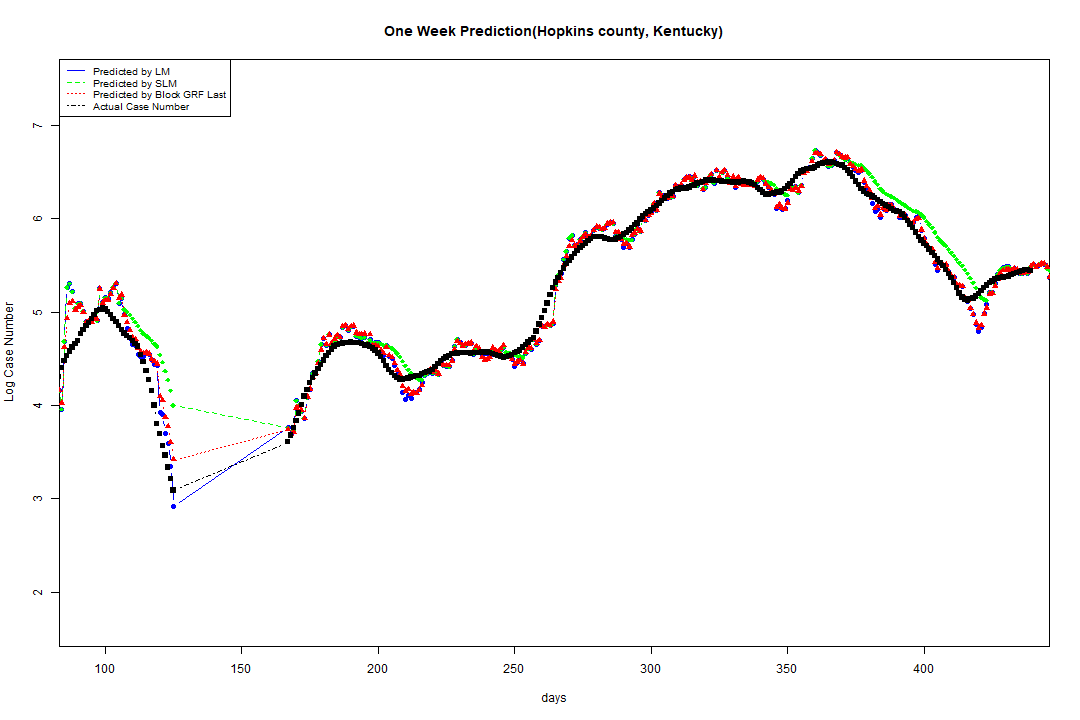 One Week Prediction(Hopkins county, Kentucky)
Predicted by LM
Predicted by SLM
Predicted by Block GRF Last
Actual Case Number
7
6
5
4
3
2
Log Case Number
100 150 200 250 300 350 400
days